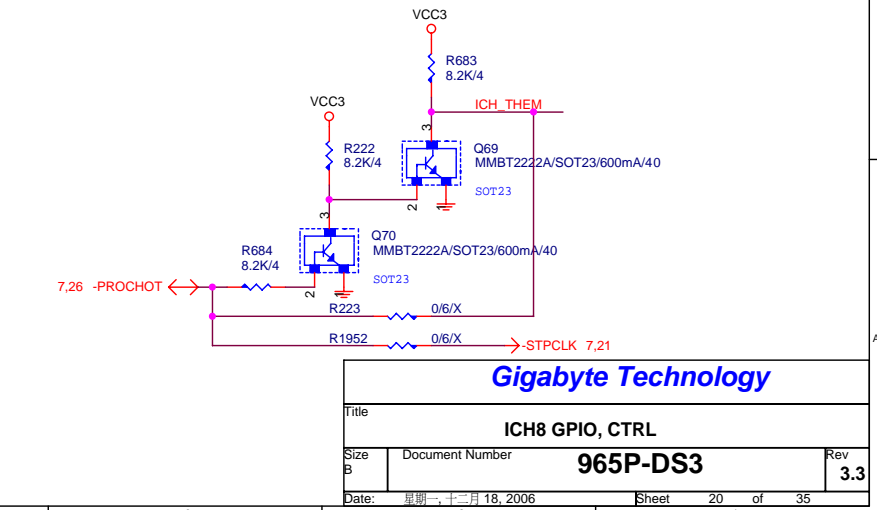 VCC3
R683
8.2K/4
ICH_THEM
VCC3
R222
8.2K/4
3
Q69
MMBT2222A/SOT23/600mA/40
SOT23
2
1
3
Q70
MMBT2222A/SOT23/600mA/40
SOT23
R684
8.2K/4
2
1
7,26 -PROCHOT
R223 0/6/X
R1952 0/6/X
-STPCLK 7,21
A
Gigabyte Technology
Title
ICH8 GPIO, CTRL
Size Document Number Rev
B 965P-DS3 3.3
Date: 星期一, 十二月 18, 2006 Sheet 20 of 35